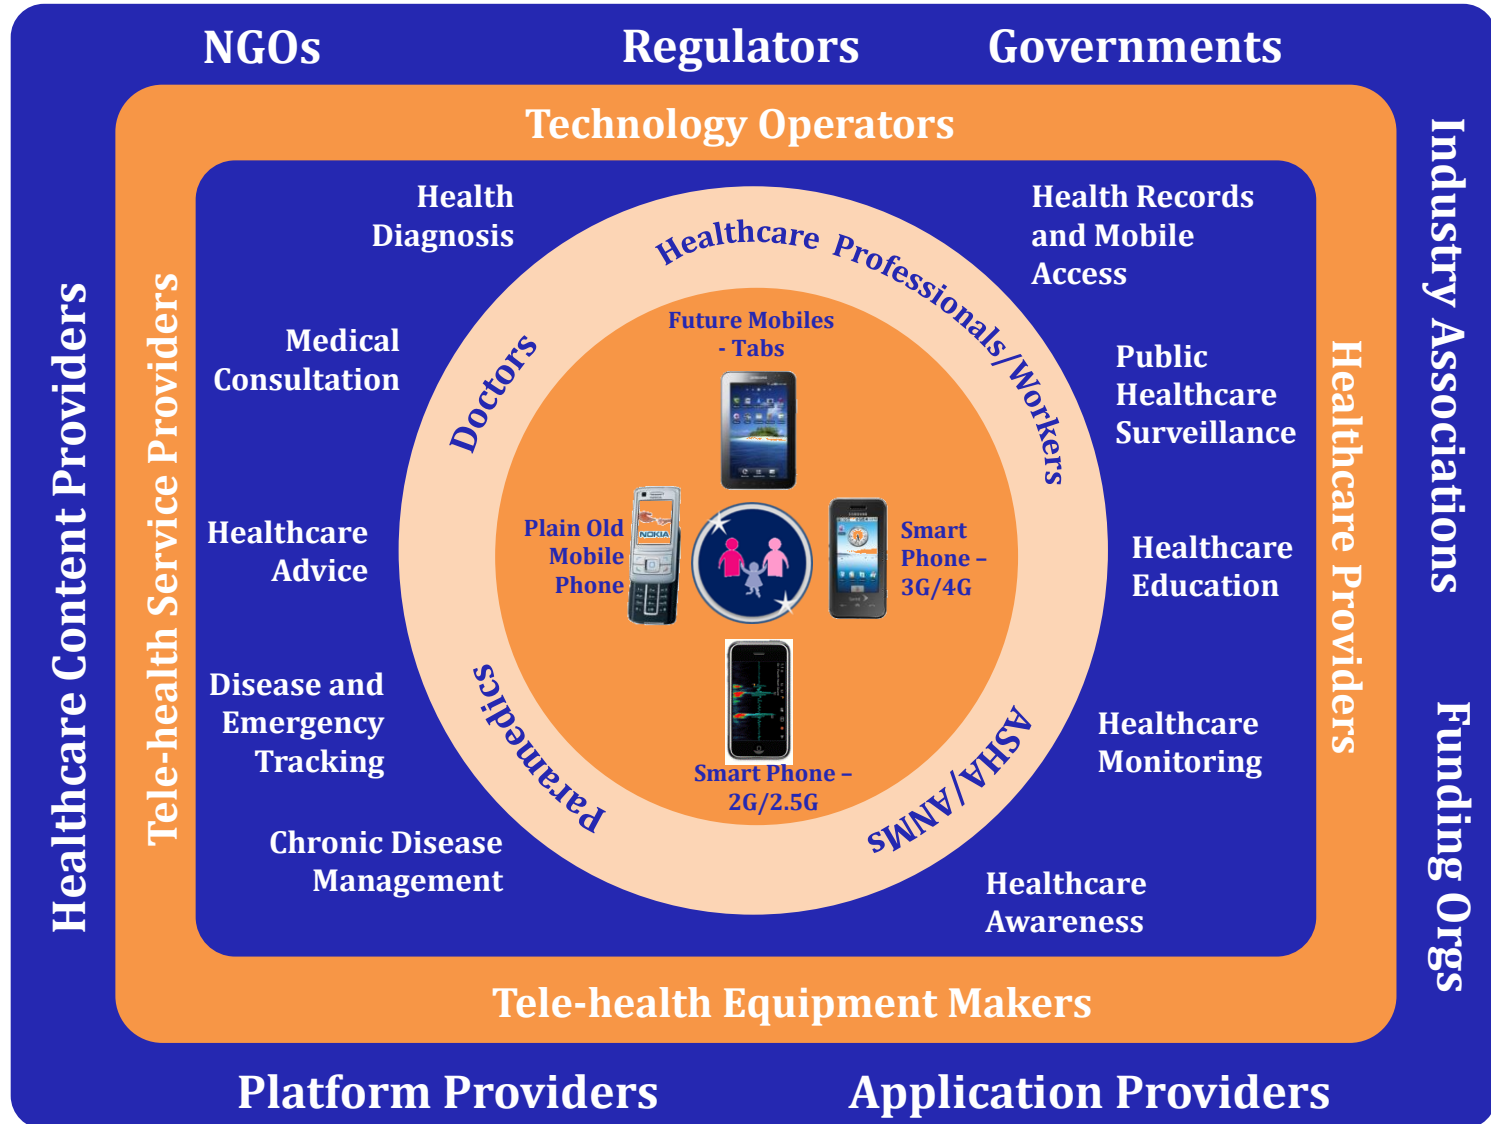 NGOs
Regulators
Governments
Technology Operators
Healthcare Content Providers
Tele-health Service Providers
Health
Diagnosis
Medical
Consultation
Healthcare
Advice
Disease and
Emergency
Tracking
Chronic Disease
Management
Doctors
Healthcare Professionals/Workers
Paramedics
ASHA/ANMs
Future Mobiles
- Tabs
Plain Old
Mobile
Phone
NOKIA
Smart
Phone –
3G/4G
Smart Phone –
2G/2.5G
Health Records
and Mobile
Access
Public
Healthcare
Surveillance
Healthcare
Education
Healthcare
Monitoring
Healthcare
Awareness
Healthcare Providers
Industry Associations
Funding Orgs
Tele-health Equipment Makers
Platform Providers
Application Providers